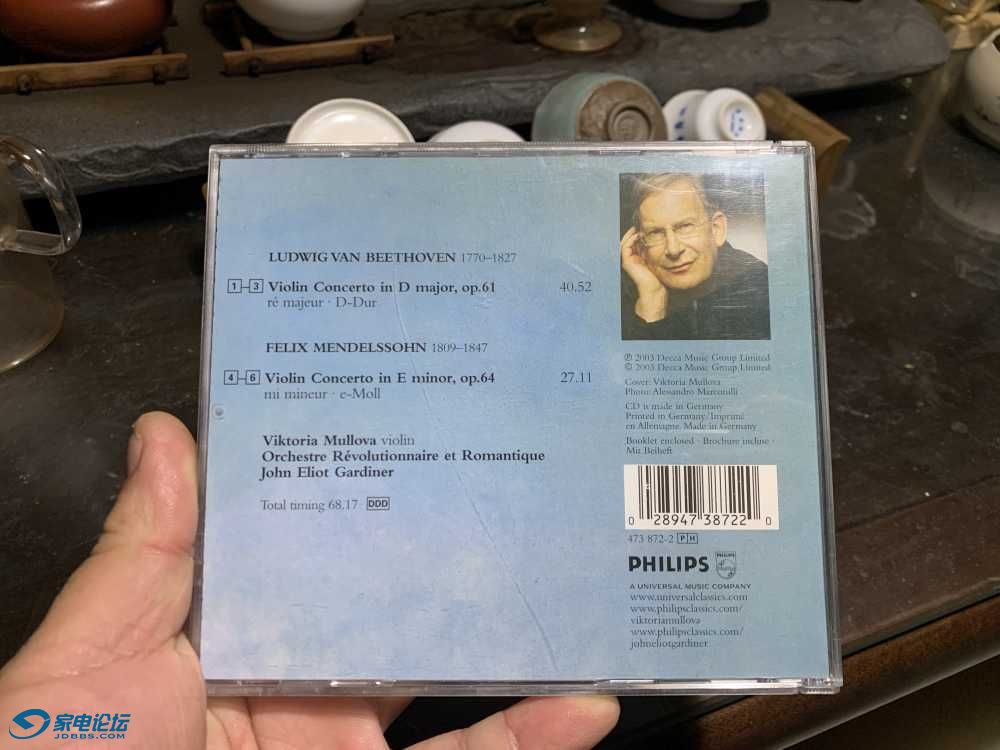 LUDWIG VAN BEETHOVEN 1770–1827
1–3 Violin Concerto in D major, op.61 40.52
ré majeur · D-Dur
FELIX MENDELSSOHN 1809–1847
4–6 Violin Concerto in E minor, op.64 27.11
mi mineur · e-Moll
Viktoria Mullova violin
Orchestre Révolutionnaire et Romantique
John Eliot Gardiner
Total timing 68.17 DDD
℗ 2003 Decca Music Group Limited
© 2003 Decca Music Group Limited
Cover: Viktoria Mullova
Photo: Alessandro
CD is made in Germany
Printed in Germany/Imprimé
en Allemagne. Made in Germany
Booklet enclosed · Brochure incluse ·
Mit Beiheft
0 28947 38722 0
473 872-2 PH
PHILIPS PHILIPS
A UNIVERSAL MUSIC COMPANY
www.universalclassics.com
www.philipsclassics.com/
viktoriamullova
www.philipsclassics.com/
johneliotgardiner
家电论坛
JDBBS.COM